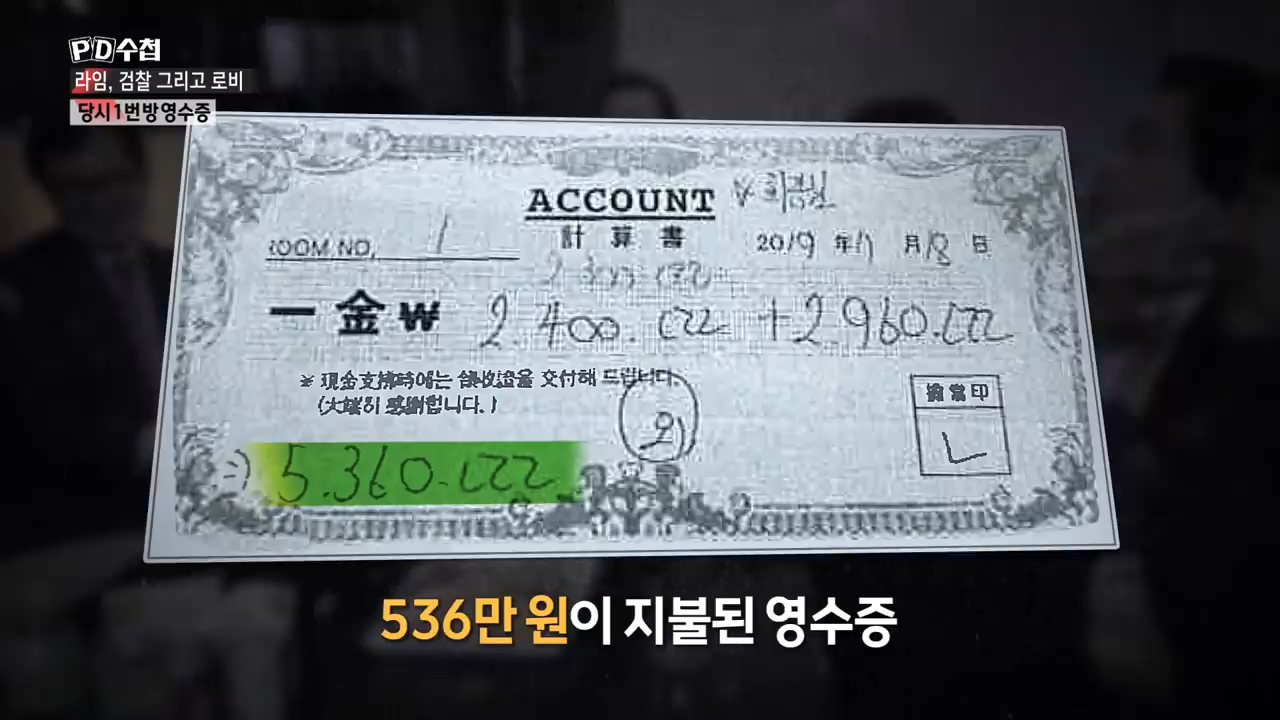 PD수첩
라임, 검찰 그리고 로비
당시 1번방 영수증
ACCOUNT
ROOM NO. 1
計算書
2019 年 11 月 18 日
一金₩ 2.400.000 + 2.960.000
※ 現金支拂時에는 領收證을 交付해 드립니다.
(大端히 感謝합니다.)
5.360.000
536만 원이 지불된 영수증